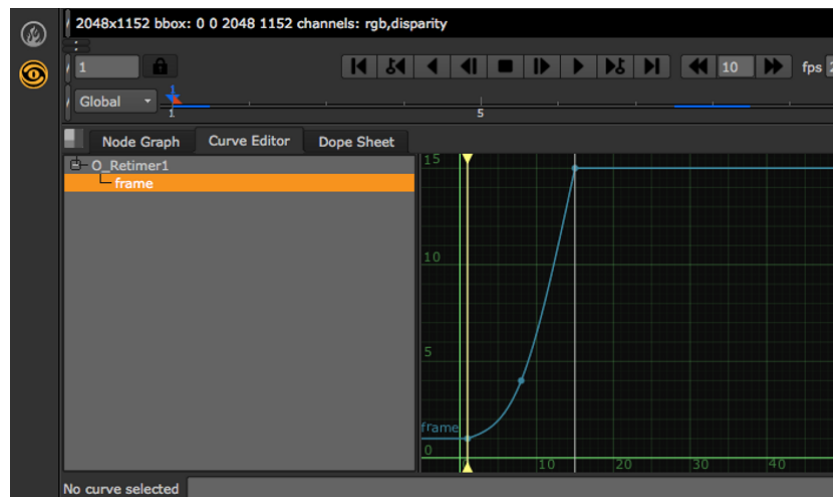 2048x1152 bbox: 0 0 2048 1152 channels: rgb,disparity
1 10 fps
Global 1 5
Node Graph Curve Editor Dope Sheet
O_Retimer1
frame
15
10
5
frame
0
0 10 20 30 40
No curve selected